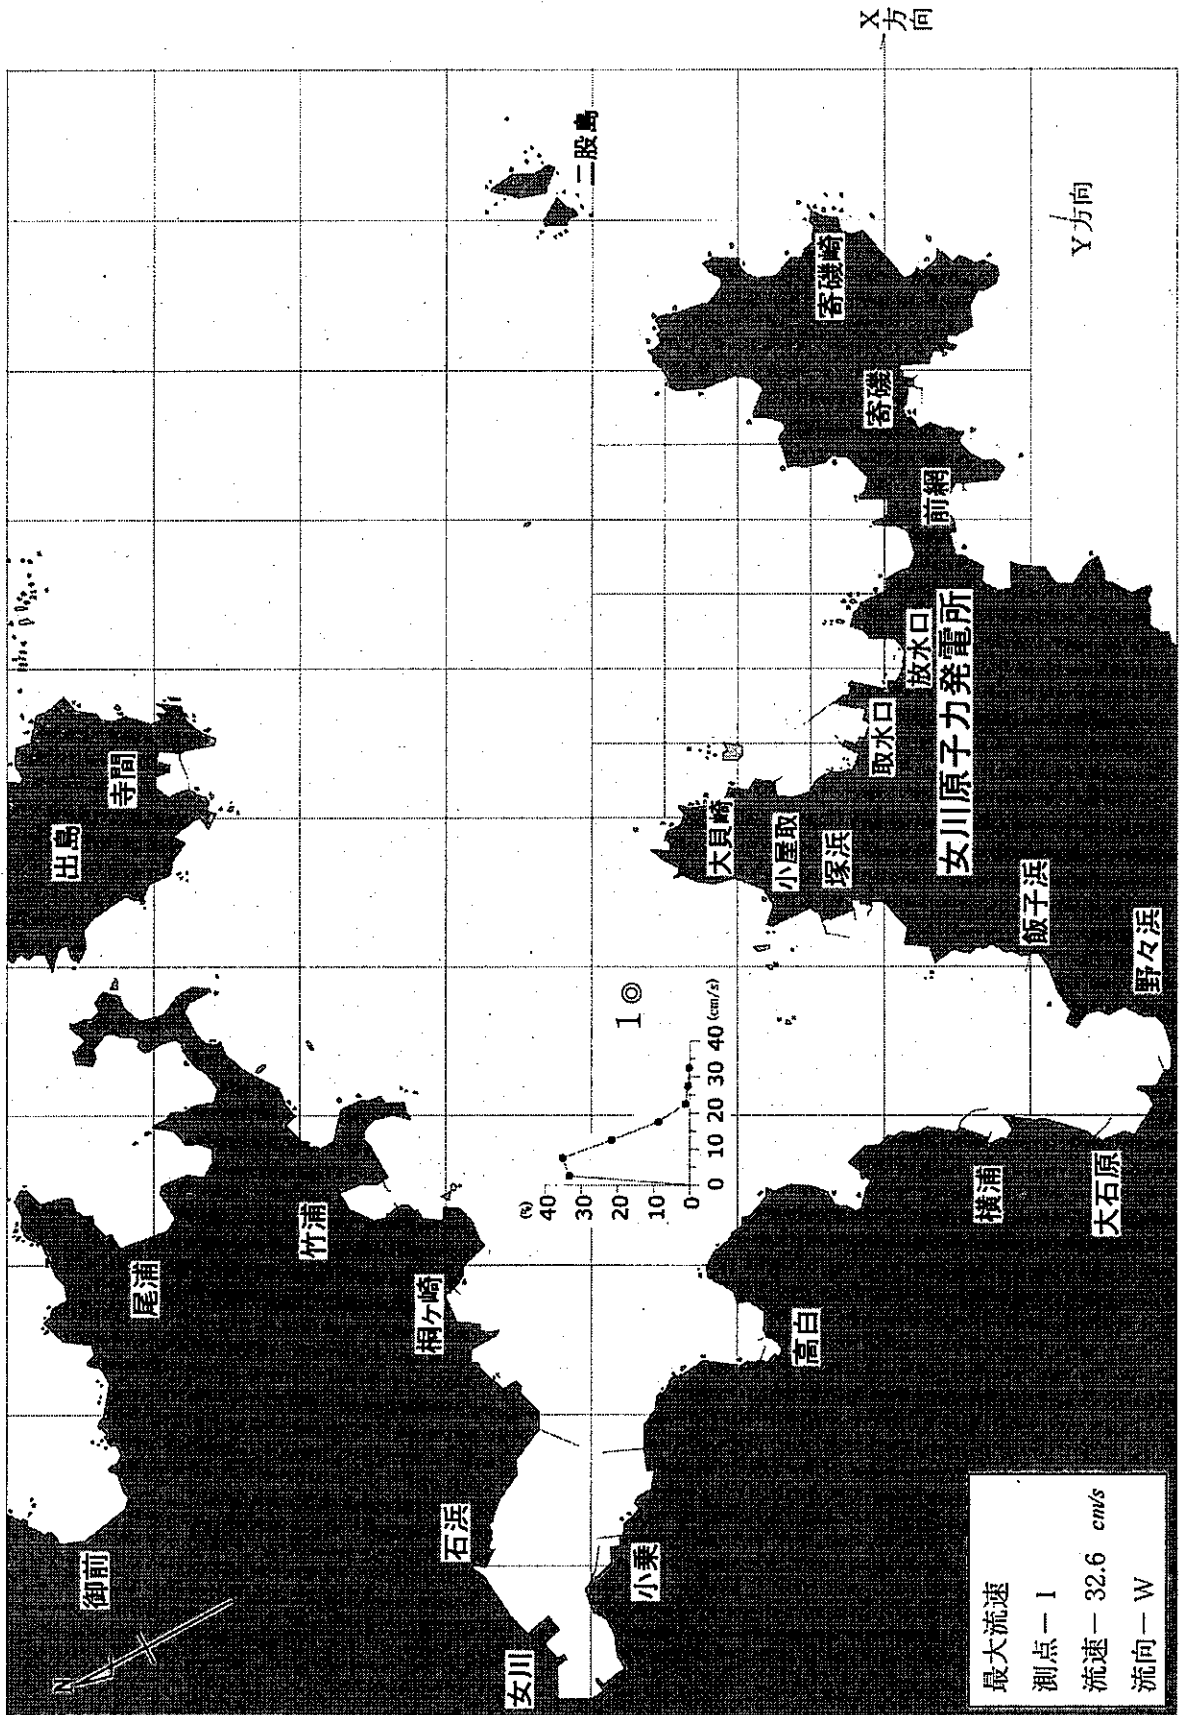 X方向
Y方向
二股島
寄磯崎
寄磯
前網
放水口
女川原子力発電所
取水口
大貝崎
小屋取
塚浜
飯子浜
野々浜
出島
寺間
1
(%)
40
30
20
10
0
0 10 20 30 40 (cm/s)
横浦
大石原
尾浦
竹浦
桐ケ崎
高白
御前
石浜
小乗
女川
N
最大流速
測点－1
流速－32.6 cm/s
流向－W